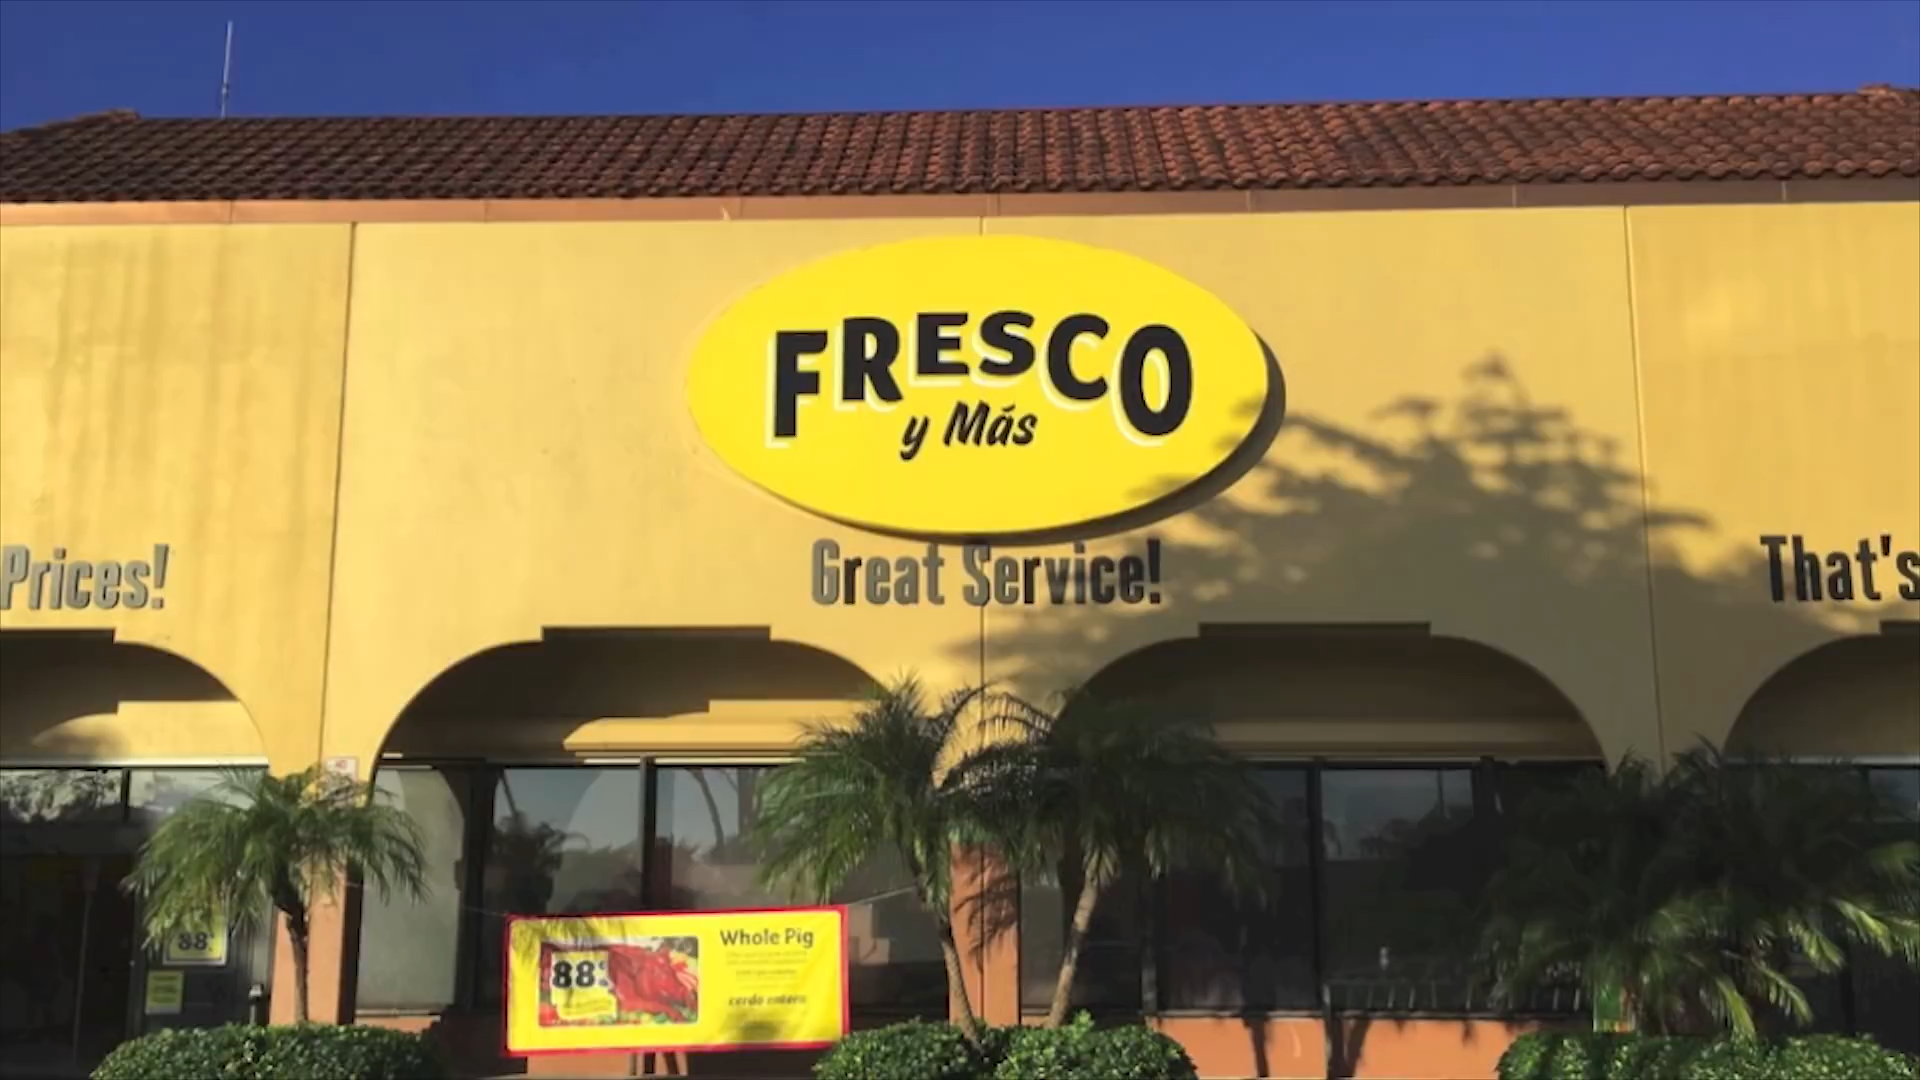 FRESCO
y Más
Prices!
Great Service!
That's
Whole Pig
88¢
cerdo entero
88¢